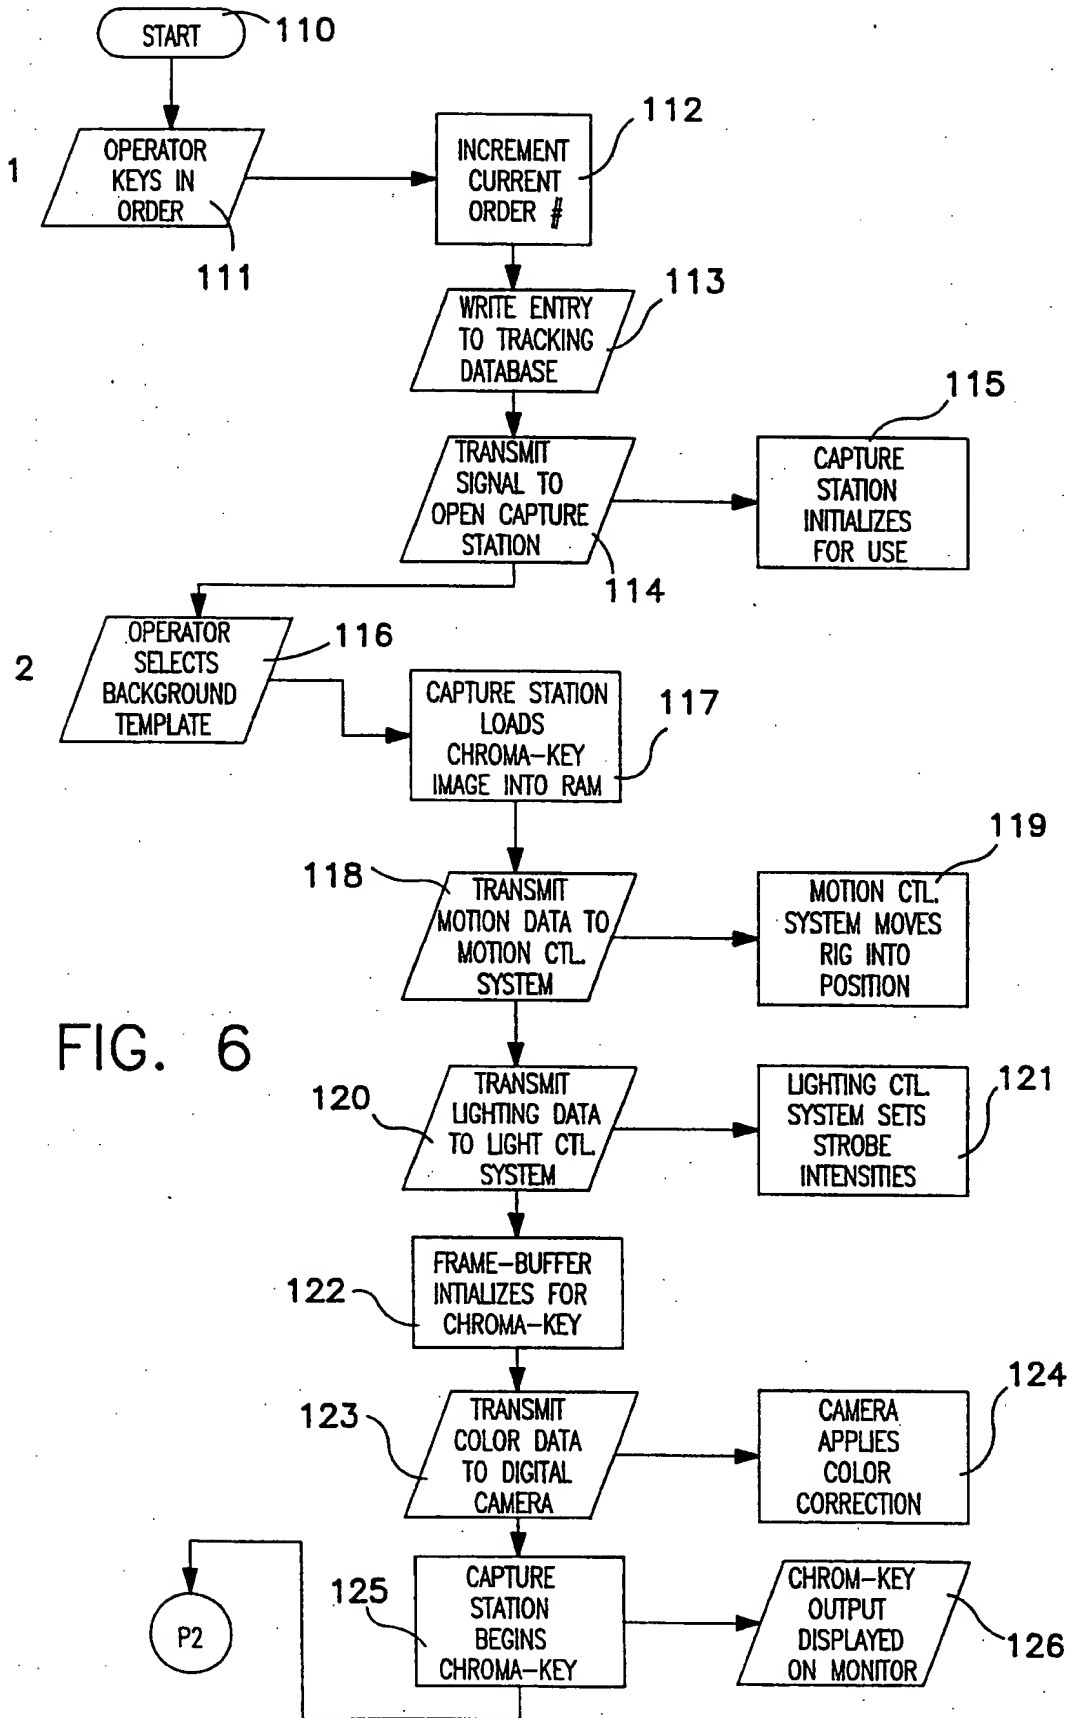 START
110
1
OPERATOR
KEYS IN
ORDER
111
INCREMENT
CURRENT
ORDER #
112
WRITE ENTRY
TO TRACKING
DATABASE
113
TRANSMIT
SIGNAL TO
OPEN CAPTURE
STATION
114
CAPTURE
STATION
INITIALIZES
FOR USE
115
2
OPERATOR
SELECTS
BACKGROUND
TEMPLATE
116
CAPTURE STATION
LOADS
CHROMA-KEY
IMAGE INTO RAM
117
118
TRANSMIT
MOTION DATA TO
MOTION CTL.
SYSTEM
119
MOTION CTL.
SYSTEM MOVES
RIG INTO
POSITION
FIG. 6
120
TRANSMIT
LIGHTING DATA
TO LIGHT CTL.
SYSTEM
LIGHTING CTL.
SYSTEM SETS
STROBE
INTENSITIES
121
122
FRAME-BUFFER
INTIALIZES FOR
CHROMA-KEY
123
TRANSMIT
COLOR DATA
TO DIGITAL
CAMERA
124
CAMERA
APPLIES
COLOR
CORRECTION
P2
125
CAPTURE
STATION
BEGINS
CHROMA-KEY
CHROM-KEY
OUTPUT
DISPLAYED
ON MONITOR
126